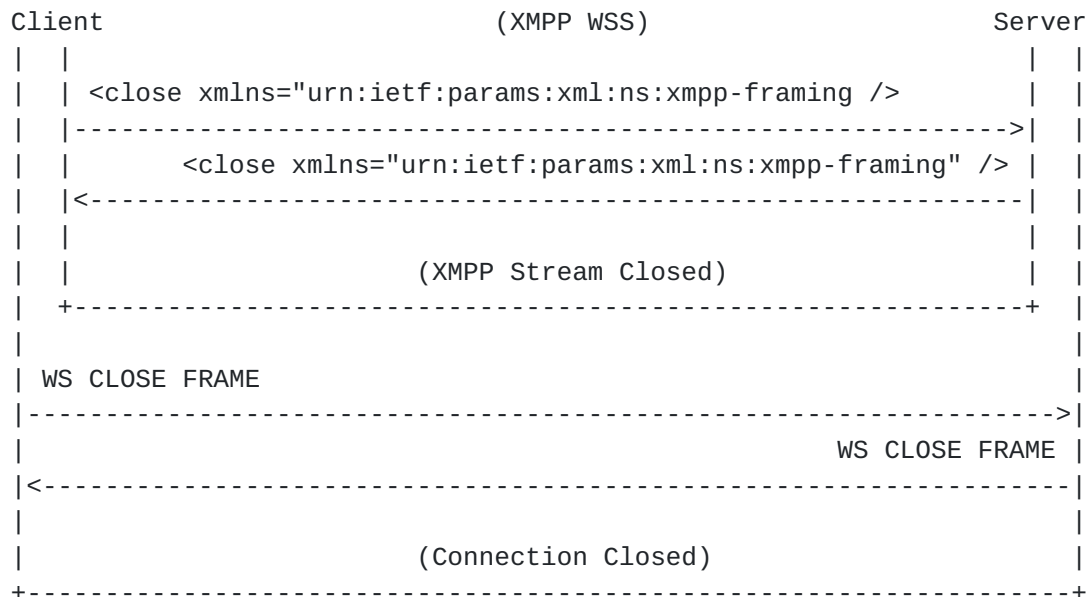 Client (XMPP WSS) Server
<close xmlns="urn:ietf:params:xml:ns:xmpp-framing />
<close xmlns="urn:ietf:params:xml:ns:xmpp-framing" />
(XMPP Stream Closed)
WS CLOSE FRAME
WS CLOSE FRAME
(Connection Closed)